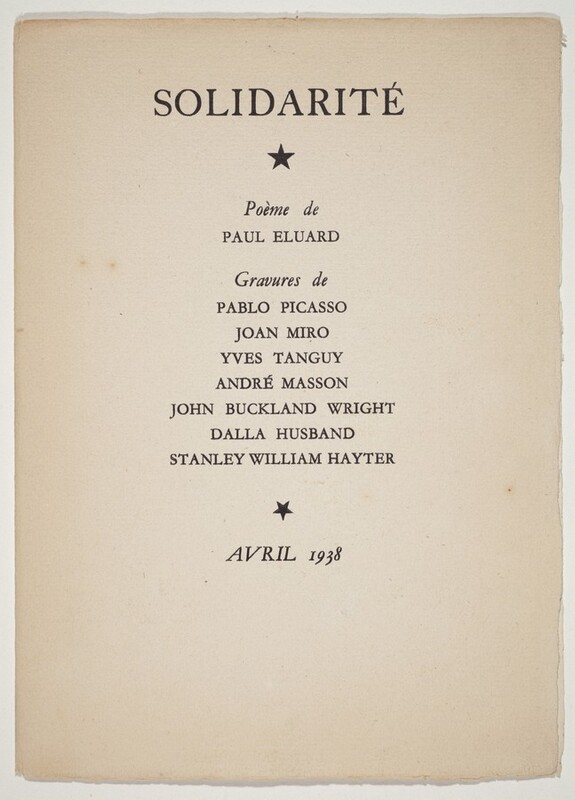 SOLIDARITÉ
Poème de
PAUL ELUARD
Gravures de
PABLO PICASSO
JOAN MIRO
YVES TANGUY
ANDRÉ MASSON
JOHN BUCKLAND WRIGHT
DALLA HUSBAND
STANLEY WILLIAM HAYTER
AVRIL 1938